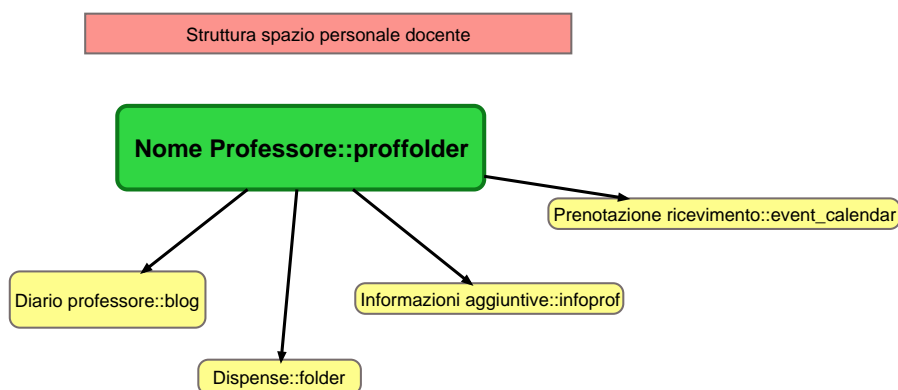 Struttura spazio personale docente
Nome Professore::proffolder
Prenotazione ricevimento::event_calendar
Diario professore::blog
Informazioni aggiuntive::infoprof
Dispense::folder